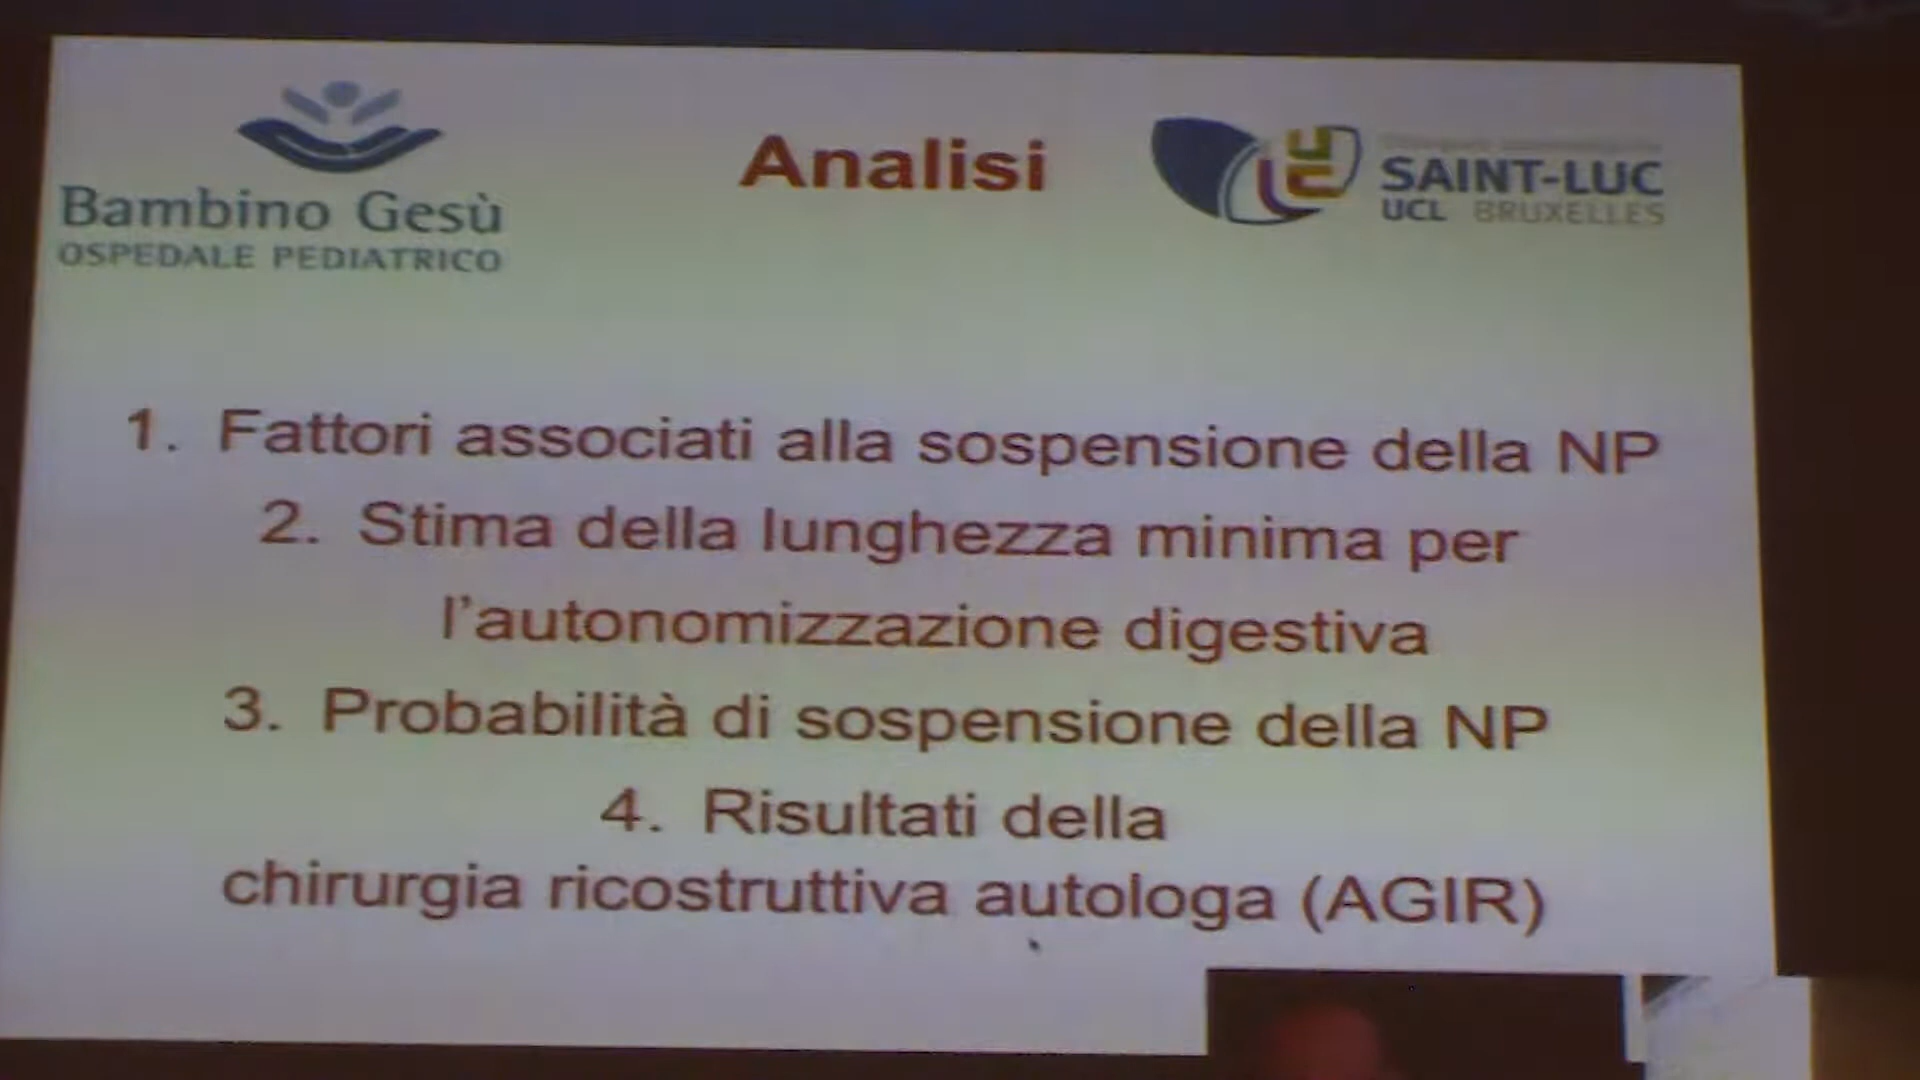 Bambino Gesù
OSPEDALE PEDIATRICO
Analisi
SAINT-LUC
UCL BRUXELLES
1. Fattori associati alla sospensione della NP
2. Stima della lunghezza minima per
l'autonomizzazione digestiva
3. Probabilità di sospensione della NP
4. Risultati della
chirurgia ricostruttiva autologa (AGIR)